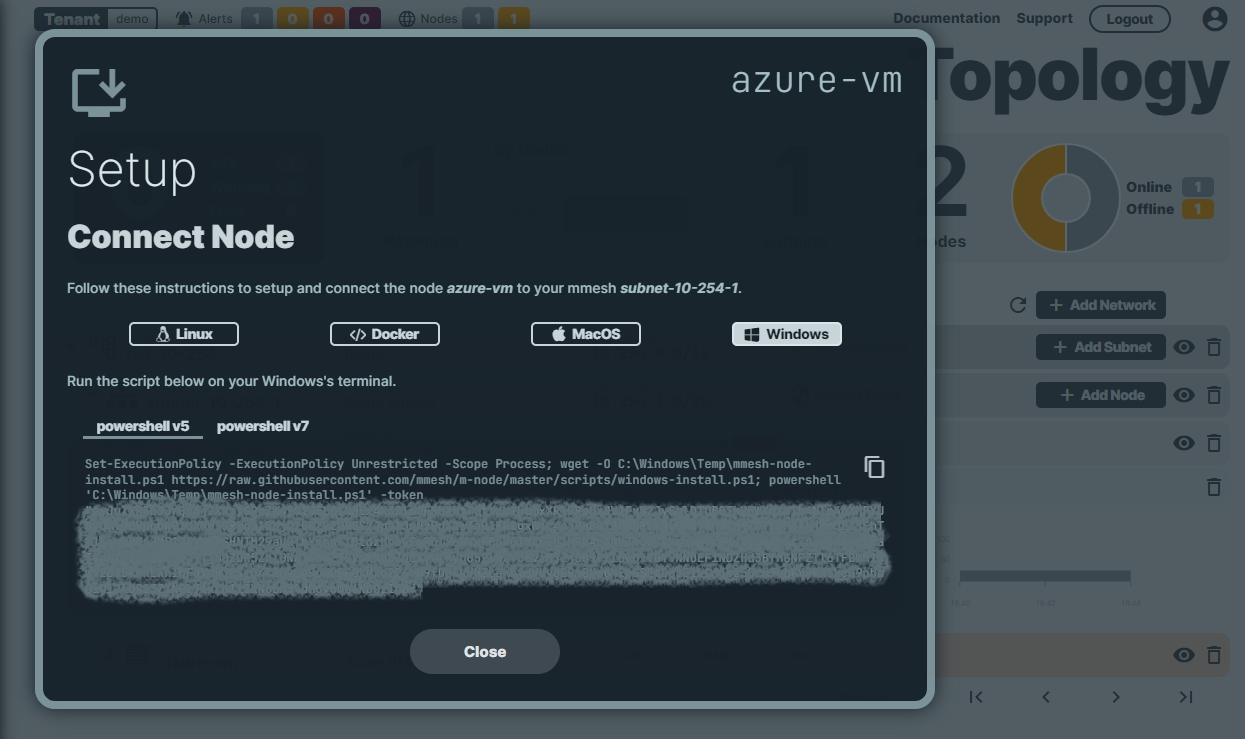 Tenant demo Alerts 1 0 0 0 Nodes 1 1 Documentation Support Logout
Topology
azure-vm
Setup
Connect Node
Follow these instructions to setup and connect the node azure-vm to your mmesh subnet-10-254-1.
Linux Docker MacOS Windows
Run the script below on your Windows's terminal.
powershell v5 powershell v7
Set-ExecutionPolicy -ExecutionPolicy Unrestricted -Scope Process; wget -O C:\Windows\Temp\mmesh-node-
install.ps1 https://raw.githubusercontent.com/mmesh/m-node/master/scripts/windows-install.ps1; powershell
'C:\Windows\Temp\mmesh-node-install.ps1' -token
Close
2
Nodes
Online 1
Offline 1
Add Network
Add Subnet
Add Node